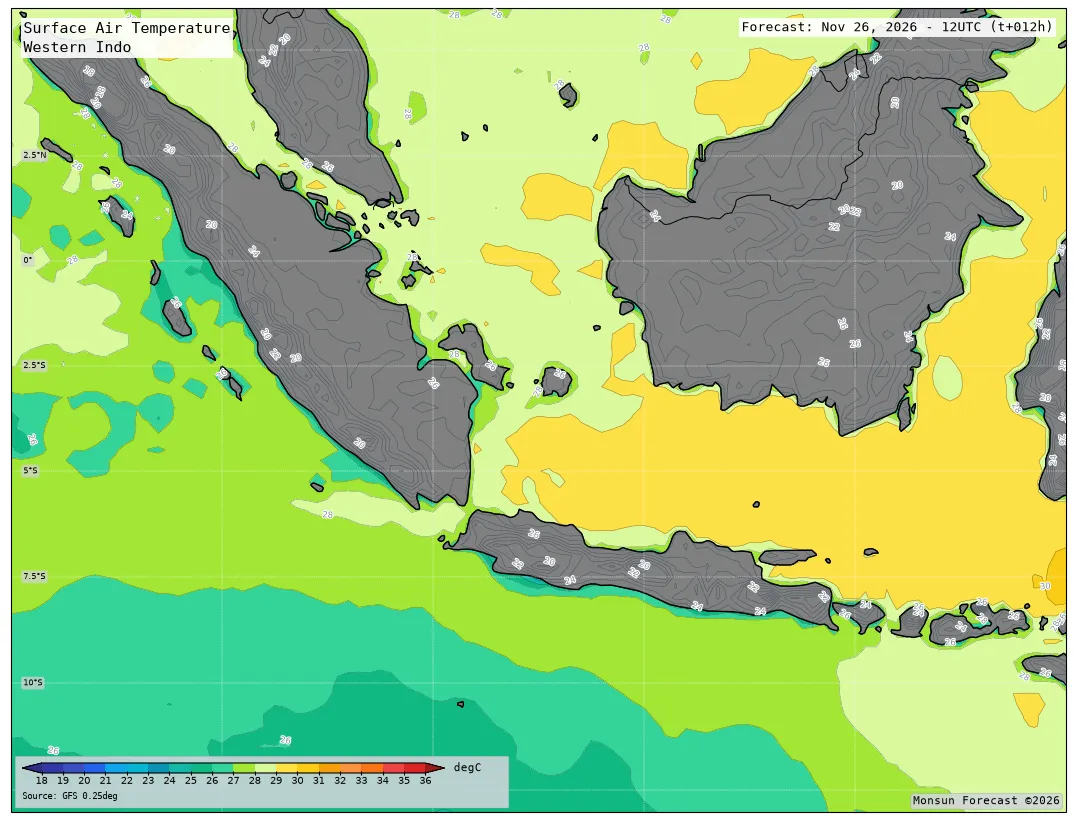 Surface Air Temperature
Western Indo
Forecast: Nov 26, 2026 - 12UTC (t+012h)
2.5°N
0°
2.5°S
5°S
7.5°S
10°S
18 19 20 21 22 23 24 25 26 27 28 29 30 31 32 33 34 35 36
degC
Source: GFS 0.25deg
Monsun Forecast ©2026